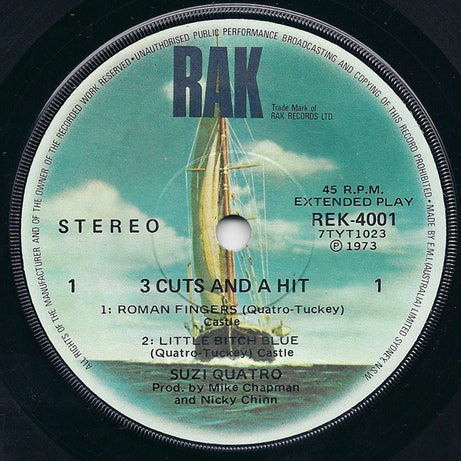 ALL RIGHTS OF THE MANUFACTURER AND OF THE OWNER OF THE RECORDED WORK RESERVED • UNAUTHORISED PUBLIC PERFORMANCE BROADCASTING AND COPYING OF THIS RECORD PROHIBITED • MADE BY E.M.I. (AUSTRALIA) LIMITED SYDNEY N.S.W.
RAK
Trade Mark of
RAK RECORDS LTD
45 R.P.M.
EXTENDED PLAY
STEREO REK-4001
7TYT1023
Ⓟ 1973
1 3 CUTS AND A HIT 1
1: ROMAN FINGERS (Quatro-Tuckey)
Castle
2: LITTLE BITCH BLUE
(Quatro-Tuckey) Castle
SUZI QUATRO
Prod. by Mike Chapman
and Nicky Chinn